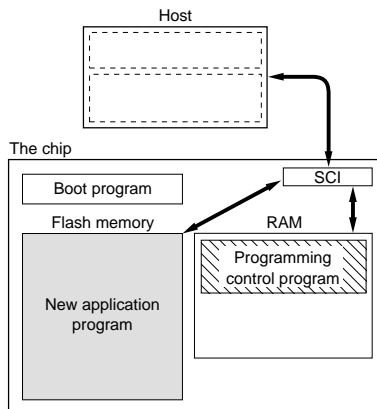 Host
The chip
SCI
Boot program
Flash memory
RAM
Programming
control program
New application
program